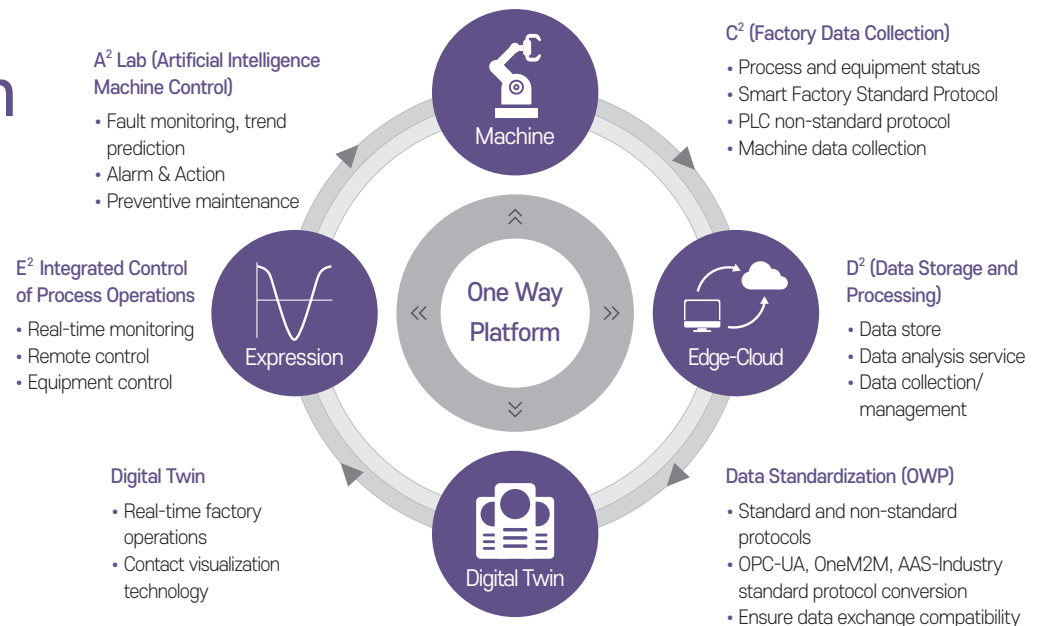 n
A² Lab (Artificial Intelligence
Machine Control)
• Fault monitoring, trend
prediction
• Alarm & Action
• Preventive maintenance
Machine
C² (Factory Data Collection)
• Process and equipment status
• Smart Factory Standard Protocol
• PLC non-standard protocol
• Machine data collection
E² Integrated Control
of Process Operations
• Real-time monitoring
• Remote control
• Equipment control
Expression
One Way
Platform
Edge-Cloud
D² (Data Storage and
Processing)
• Data store
• Data analysis service
• Data collection/
management
Digital Twin
• Real-time factory
operations
• Contact visualization
technology
Digital Twin
Data Standardization (OWP)
• Standard and non-standard
protocols
• OPC-UA, OneM2M, AAS-Industry
standard protocol conversion
• Ensure data exchange compatibility